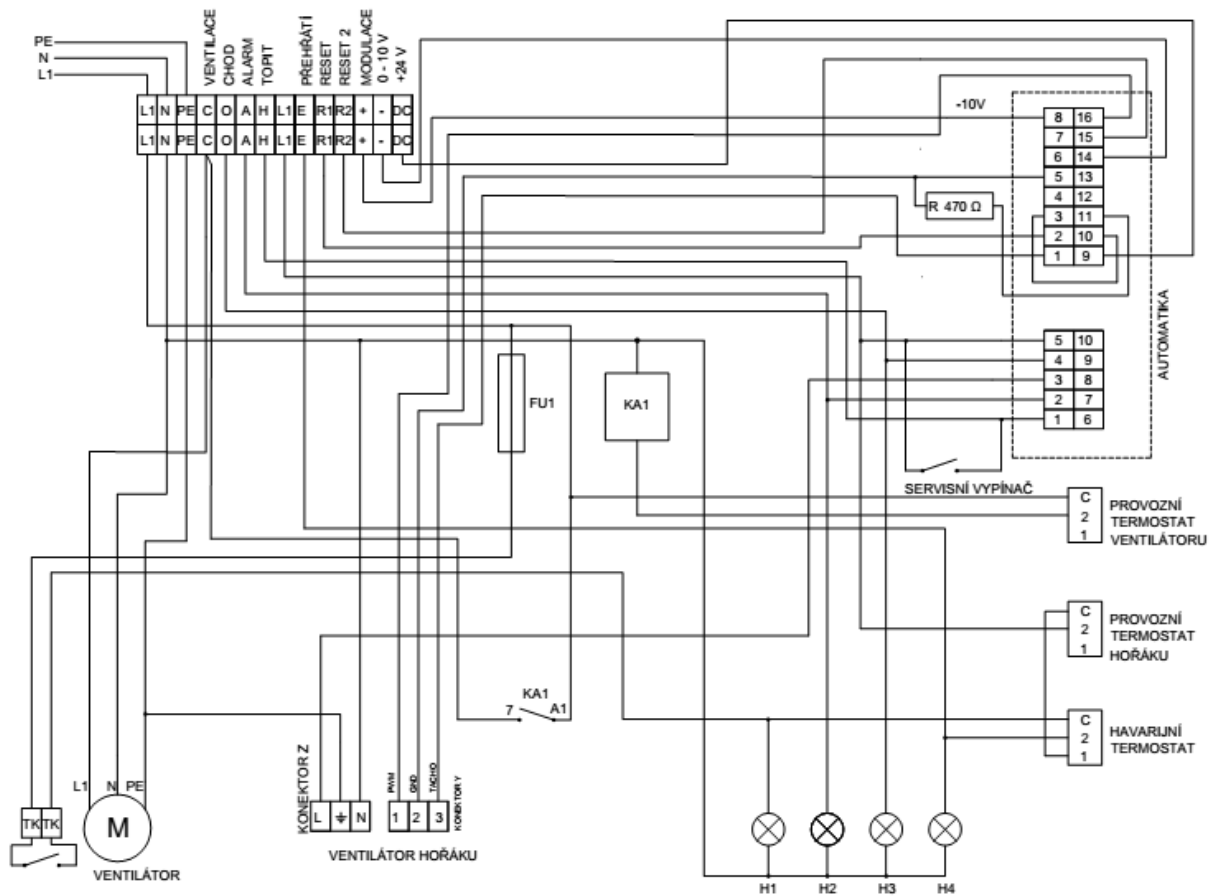 PE
N
L1
VENTILACE
CHOD
ALARM
TOPIT
PŘEHŘÁTÍ
RESET
RESET 2
MODULACE
0 - 10 V
+24 V
L1 N PE C O A H L1 E R1 R2 + - DC
L1 N PE C O A H L1 E R1 R2 + - DC
-10V
8 16
7 15
6 14
5 13
4 12
3 11
2 10
1 9
R 470 Ω
AUTOMATIKA
5 10
4 9
3 8
2 7
1 6
FU1
KA1
SERVISNÍ VYPÍNAČ
C
2
1
PROVOZNÍ
TERMOSTAT
VENTILÁTORU
C
2
1
PROVOZNÍ
TERMOSTAT
HOŘÁKU
KA1
7 A1
C
2
1
HAVARIJNÍ
TERMOSTAT
L1 N PE
TK TK
M
VENTILÁTOR
KONEKTOR Z
L N
PWM
GND
TACHO
KONEKTOR Y
1 2 3
VENTILÁTOR HOŘÁKU
H1 H2 H3 H4